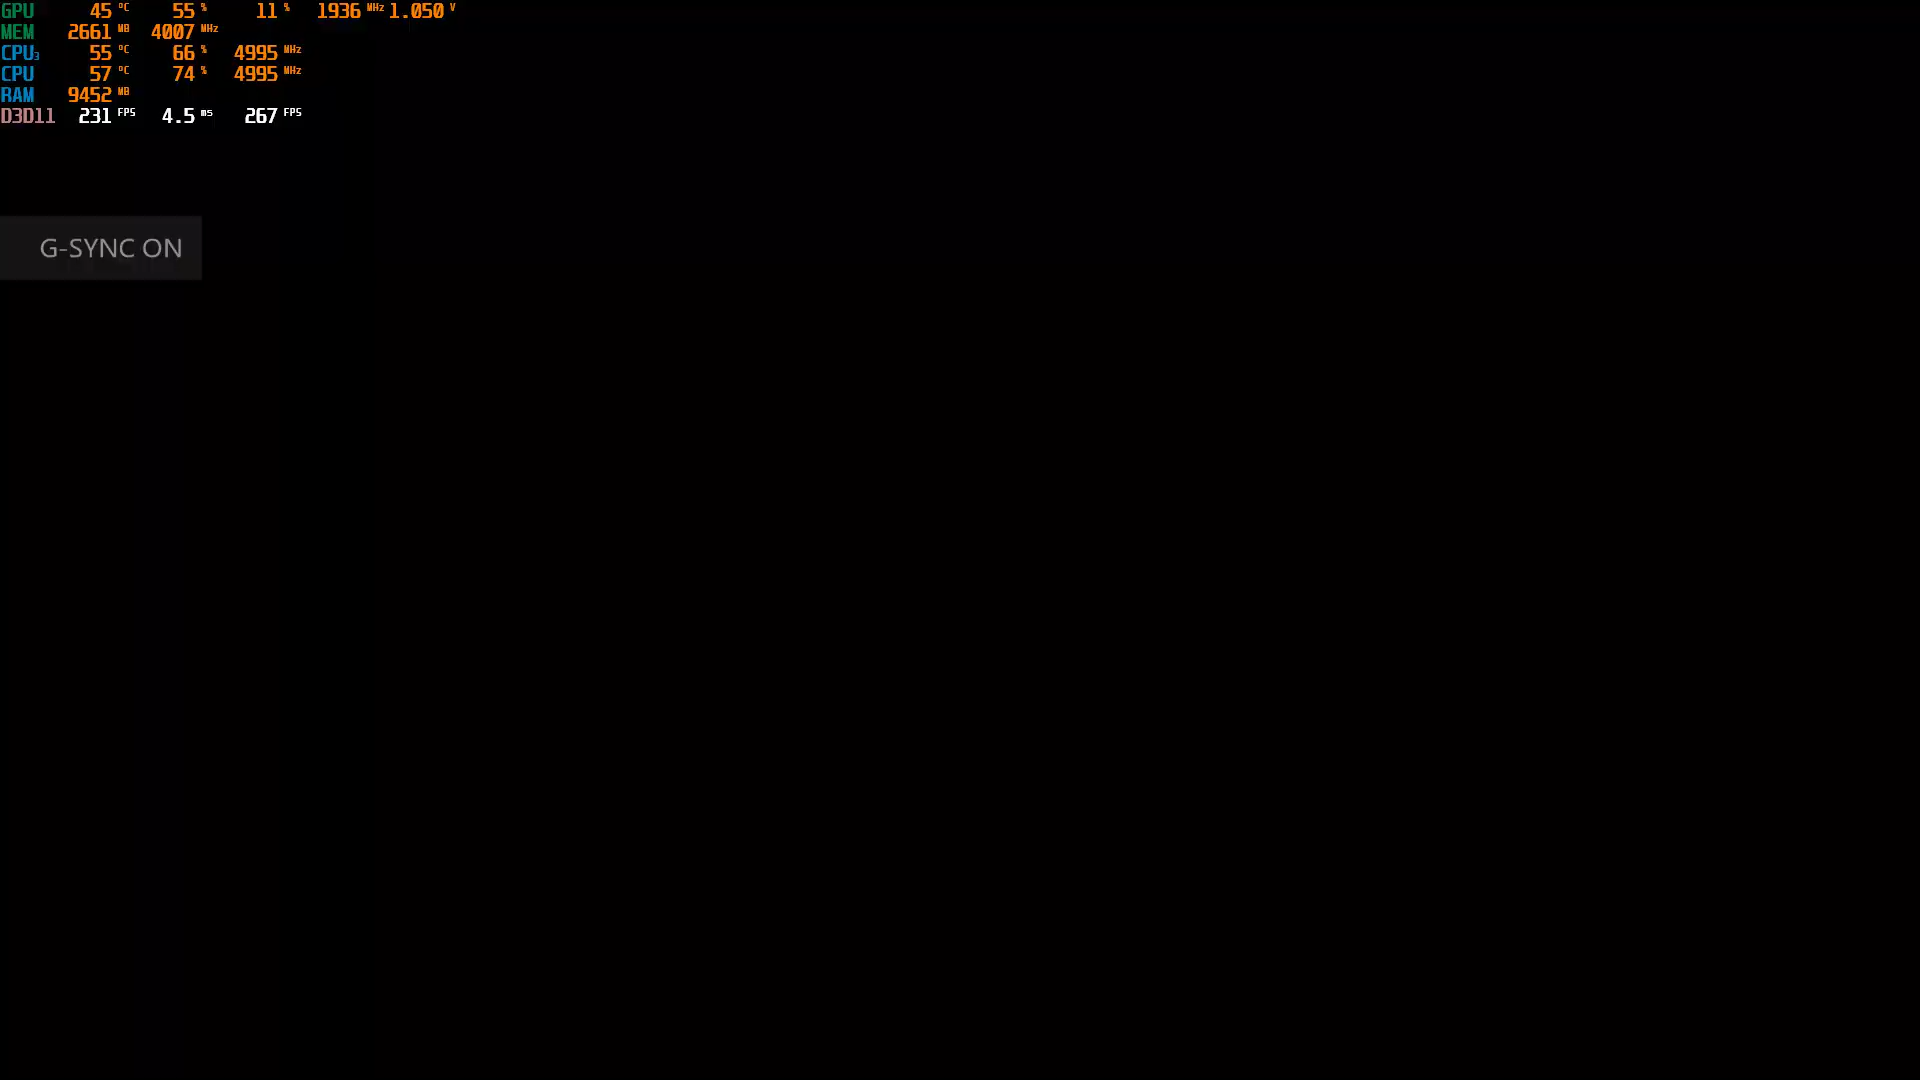 GPU 45 °C 55 % 11 % 1936 MHz 1.050 V
MEM 2661 MB 4007 MHz
CPU3 55 °C 66 % 4995 MHz
CPU 57 °C 74 % 4995 MHz
RAM 9452 MB
D3D11 231 FPS 4.5 ms 267 FPS
G-SYNC ON